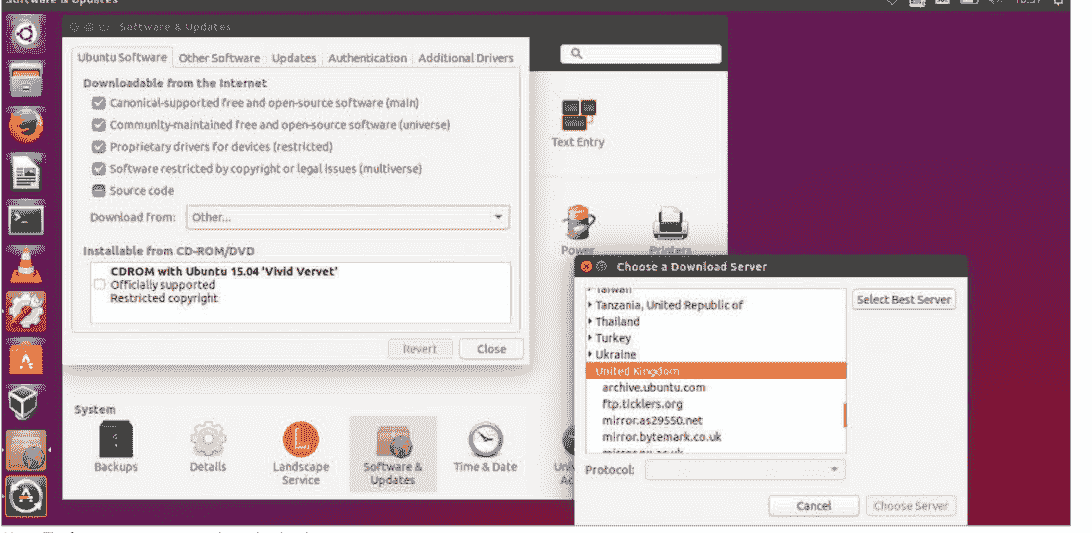 Software & Updates
Software & Updates
Ubuntu Software
Other Software
Updates
Authentication
Additional Drivers
Downloadable from the Internet
Canonical-supported free and open-source software (main)
Community-maintained free and open-source software (universe)
Proprietary drivers for devices (restricted)
Software restricted by copyright or legal issues (multiverse)
Source code
Download from:
Other...
Installable from CD-ROM/DVD
CDROM with Ubuntu 15.04 'Vivid Vervet'
Officially supported
Restricted copyright
Revert
Close
Text Entry
Power
Printers
System
Backups
Details
Landscape
Service
Software &
Updates
Time & Date
Choose a Download Server
Taiwan
Tanzania, United Republic of
Thailand
Turkey
Ukraine
United Kingdom
archive.ubuntu.com
ftp.ticklers.org
mirror.as29550.net
mirror.bytemark.co.uk
Select Best Server
Protocol:
Cancel
Choose Server